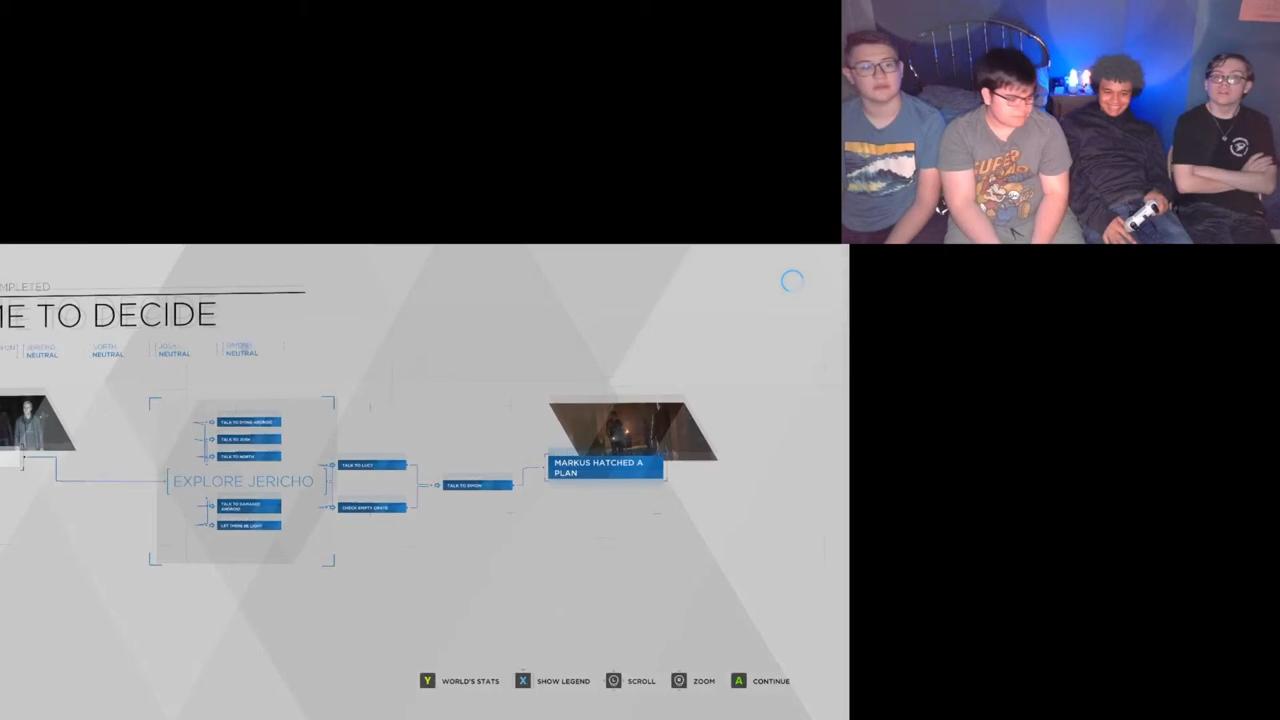 MPLETED
ME TO DECIDE
JERICHO
NEUTRAL
NORTH
NEUTRAL
JOSH
NEUTRAL
SIMON
NEUTRAL
TALK TO DYING ANDROID
TALK TO JOSH
TALK TO NORTH
EXPLORE JERICHO
TALK TO DAMAGED
ANDROID
LET THERE BE LIGHT
TALK TO LUCY
CHECK EMPTY CRATE
TALK TO SIMON
MARKUS HATCHED A
PLAN
Y WORLD'S STATS
X SHOW LEGEND
L SCROLL
R ZOOM
A CONTINUE
SUPER